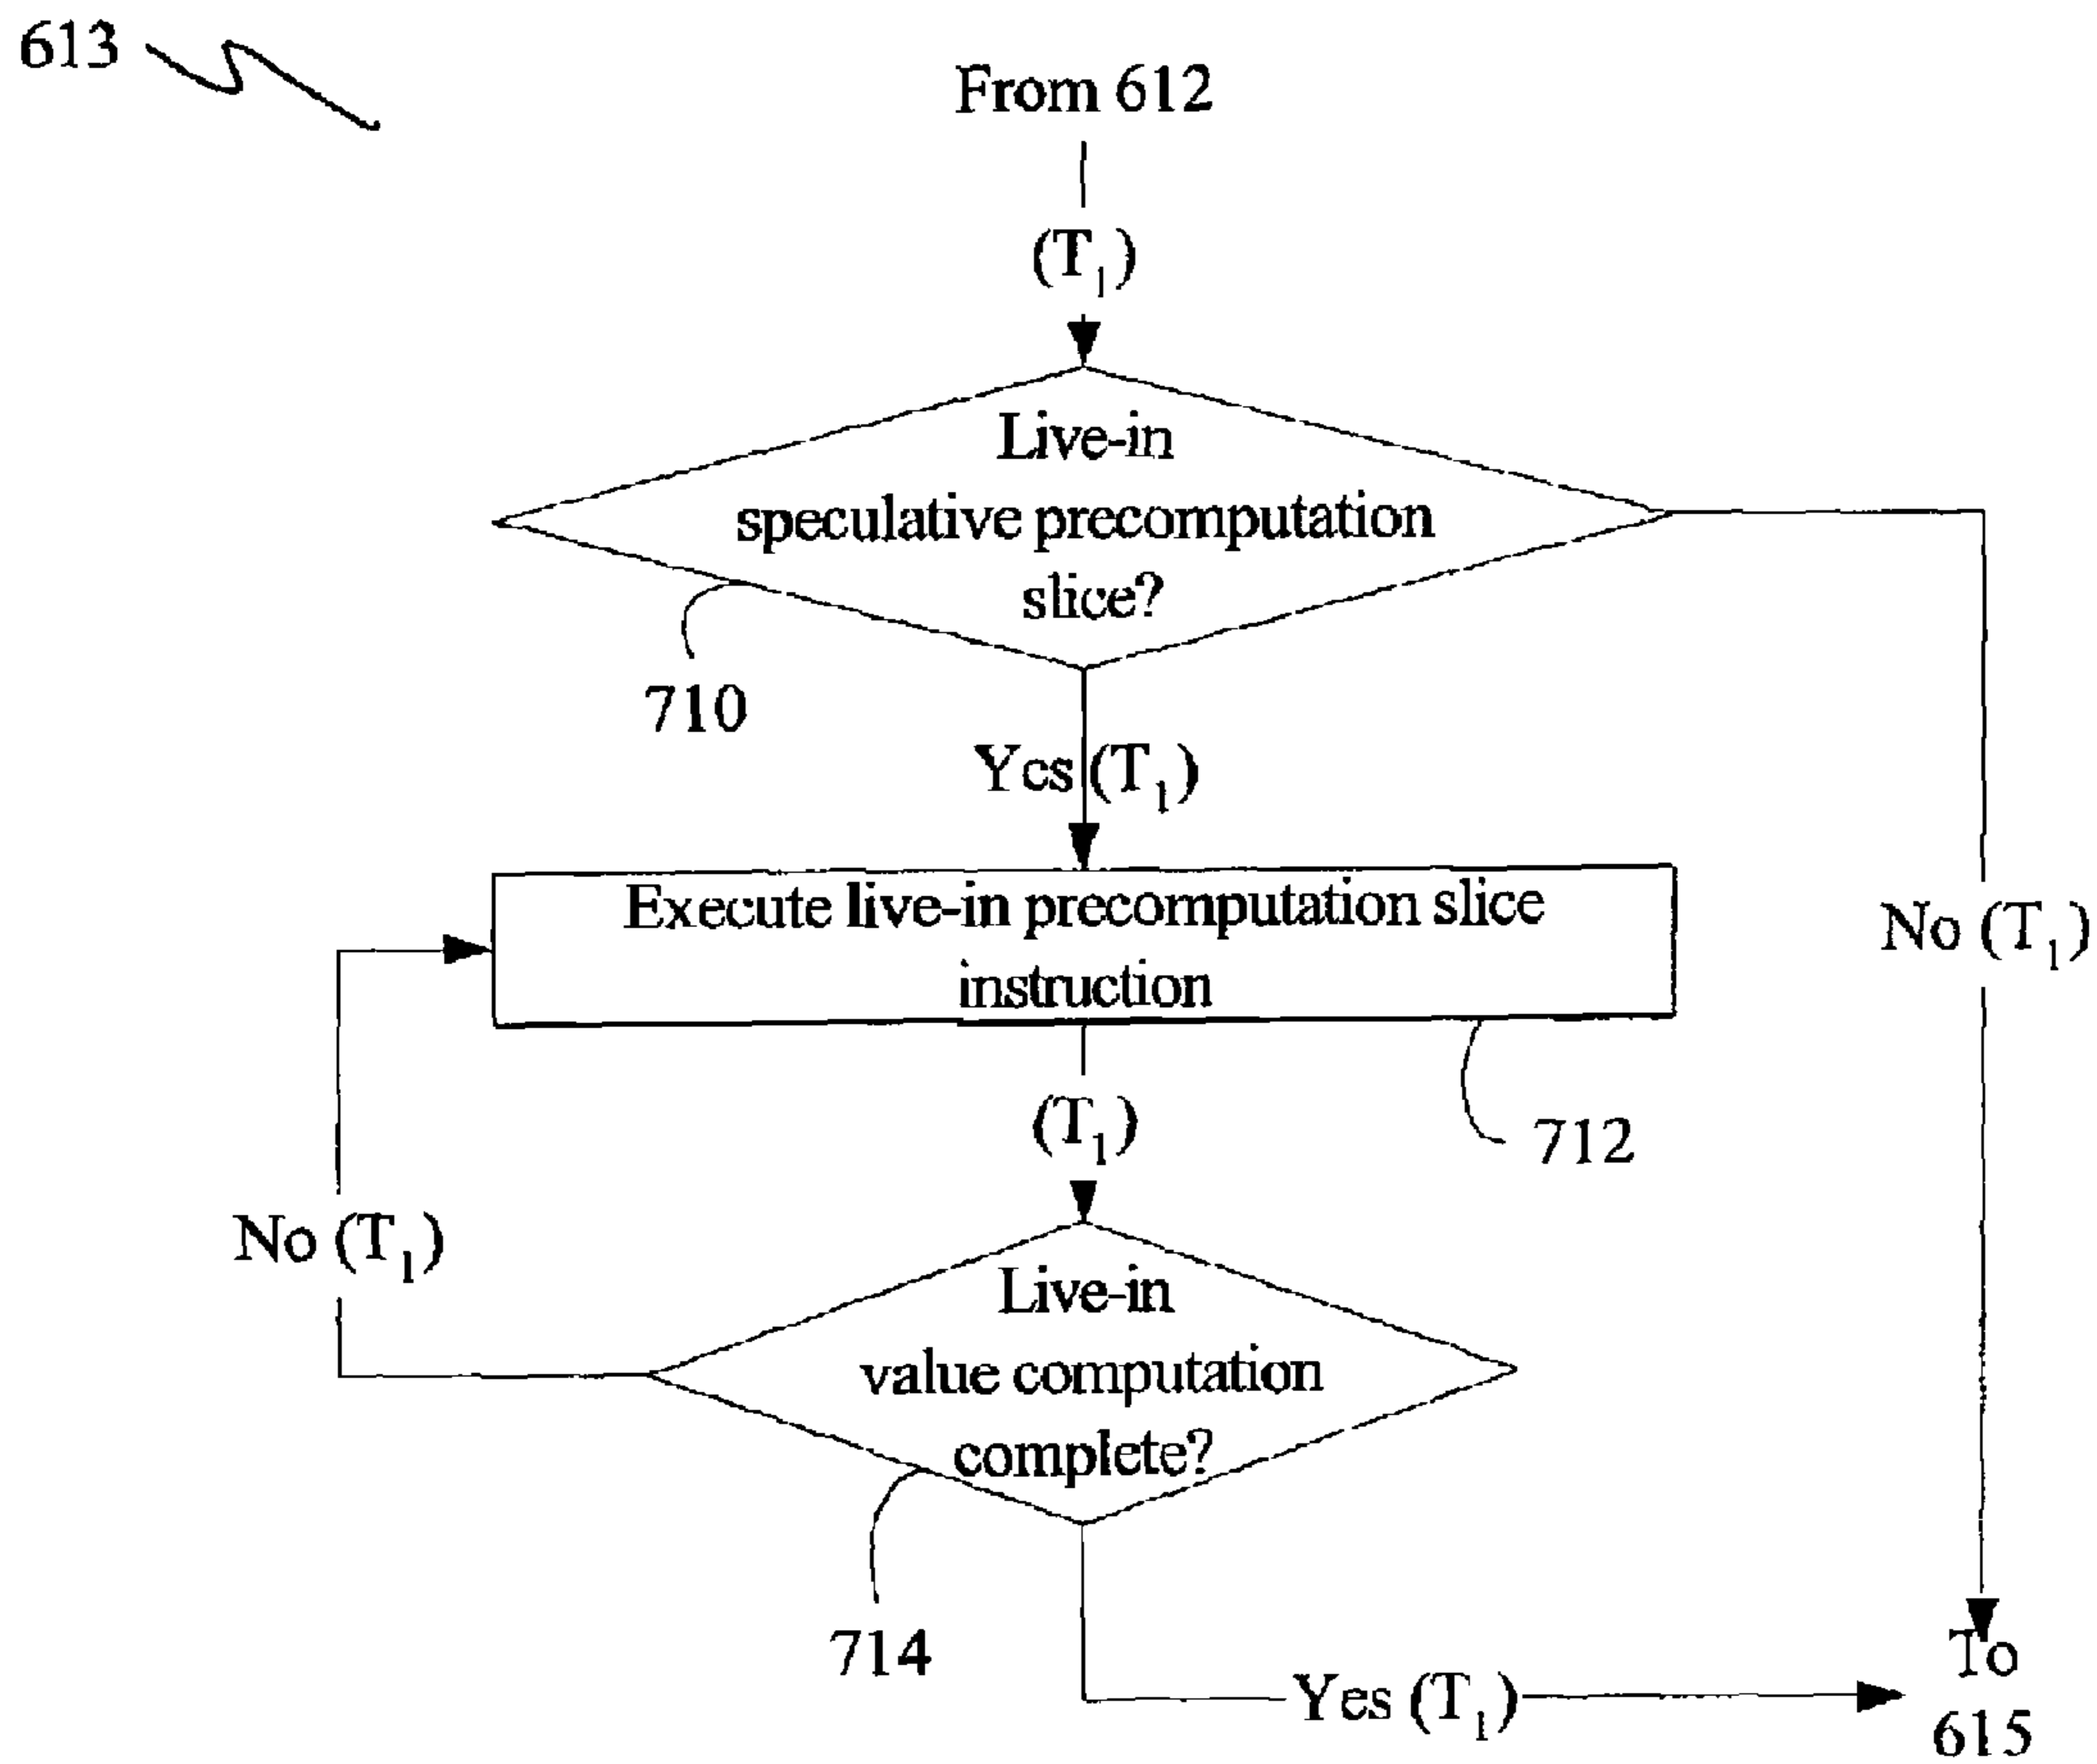 613
From 612
(T1)
Live-in
speculative precomputation
slice?
710
Yes (T1)
Execute live-in precomputation slice
instruction
No (T1)
(T1)
712
No (T1)
Live-in
value computation
complete?
714
Yes (T1)
To
615